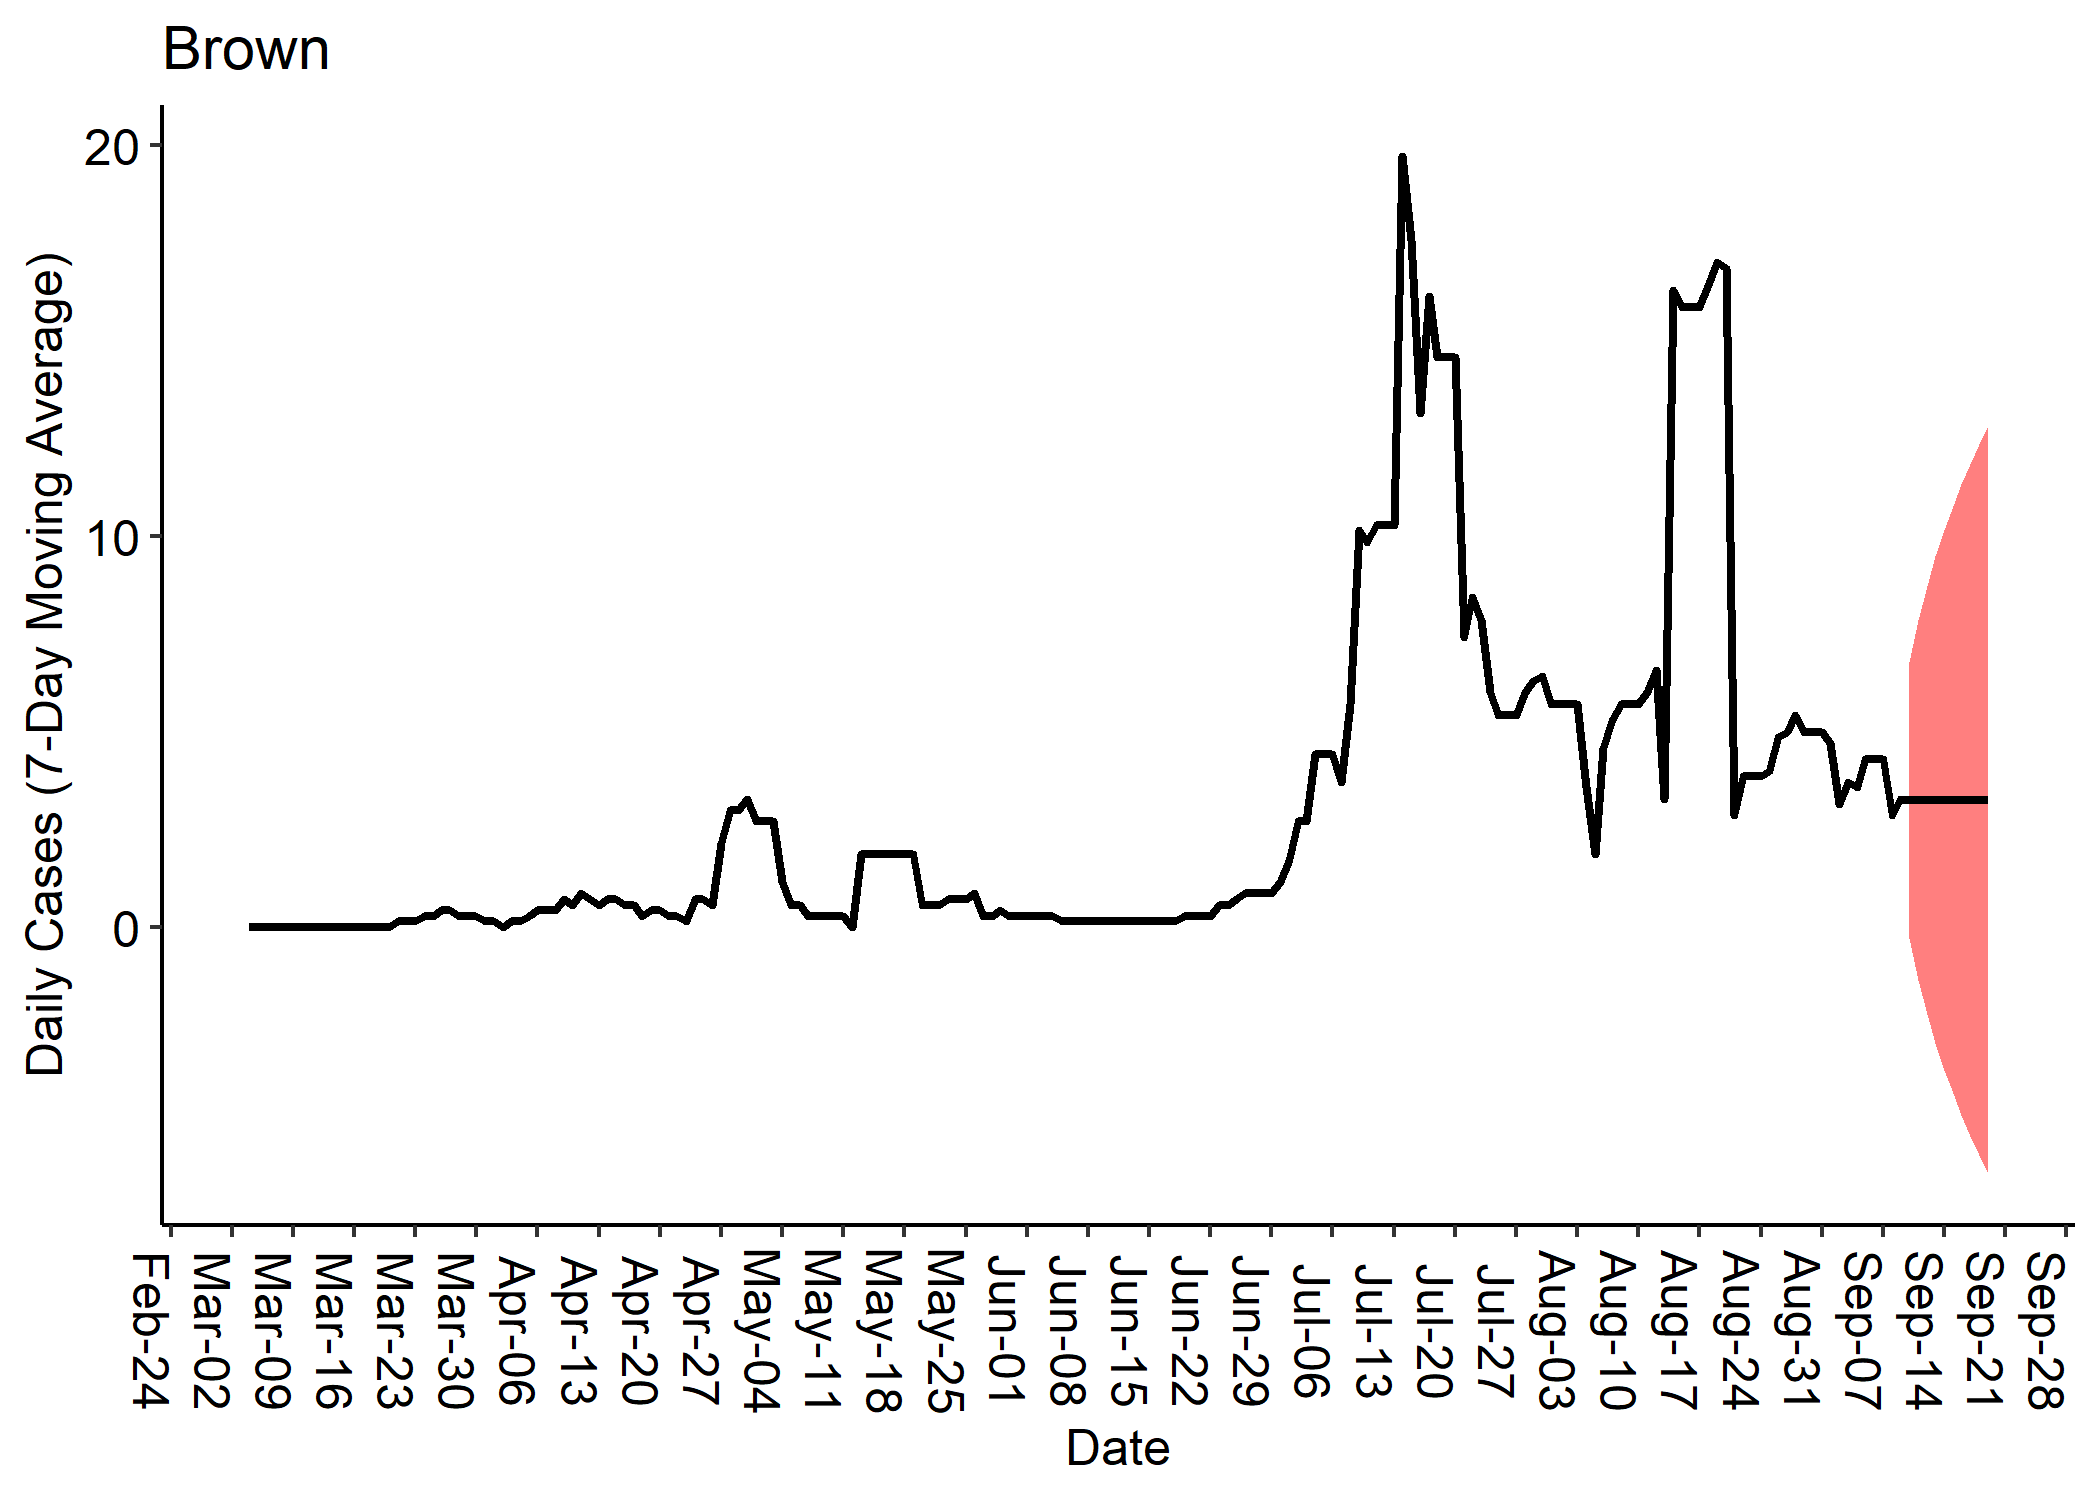 Brown
20
10
0
Daily Cases (7-Day Moving Average)
Feb-24
Mar-02
Mar-09
Mar-16
Mar-23
Mar-30
Apr-06
Apr-13
Apr-20
Apr-27
May-04
May-11
May-18
May-25
Jun-01
Jun-08
Jun-15
Jun-22
Jun-29
Jul-06
Jul-13
Jul-20
Jul-27
Aug-03
Aug-10
Aug-17
Aug-24
Aug-31
Sep-07
Sep-14
Sep-21
Sep-28
Date